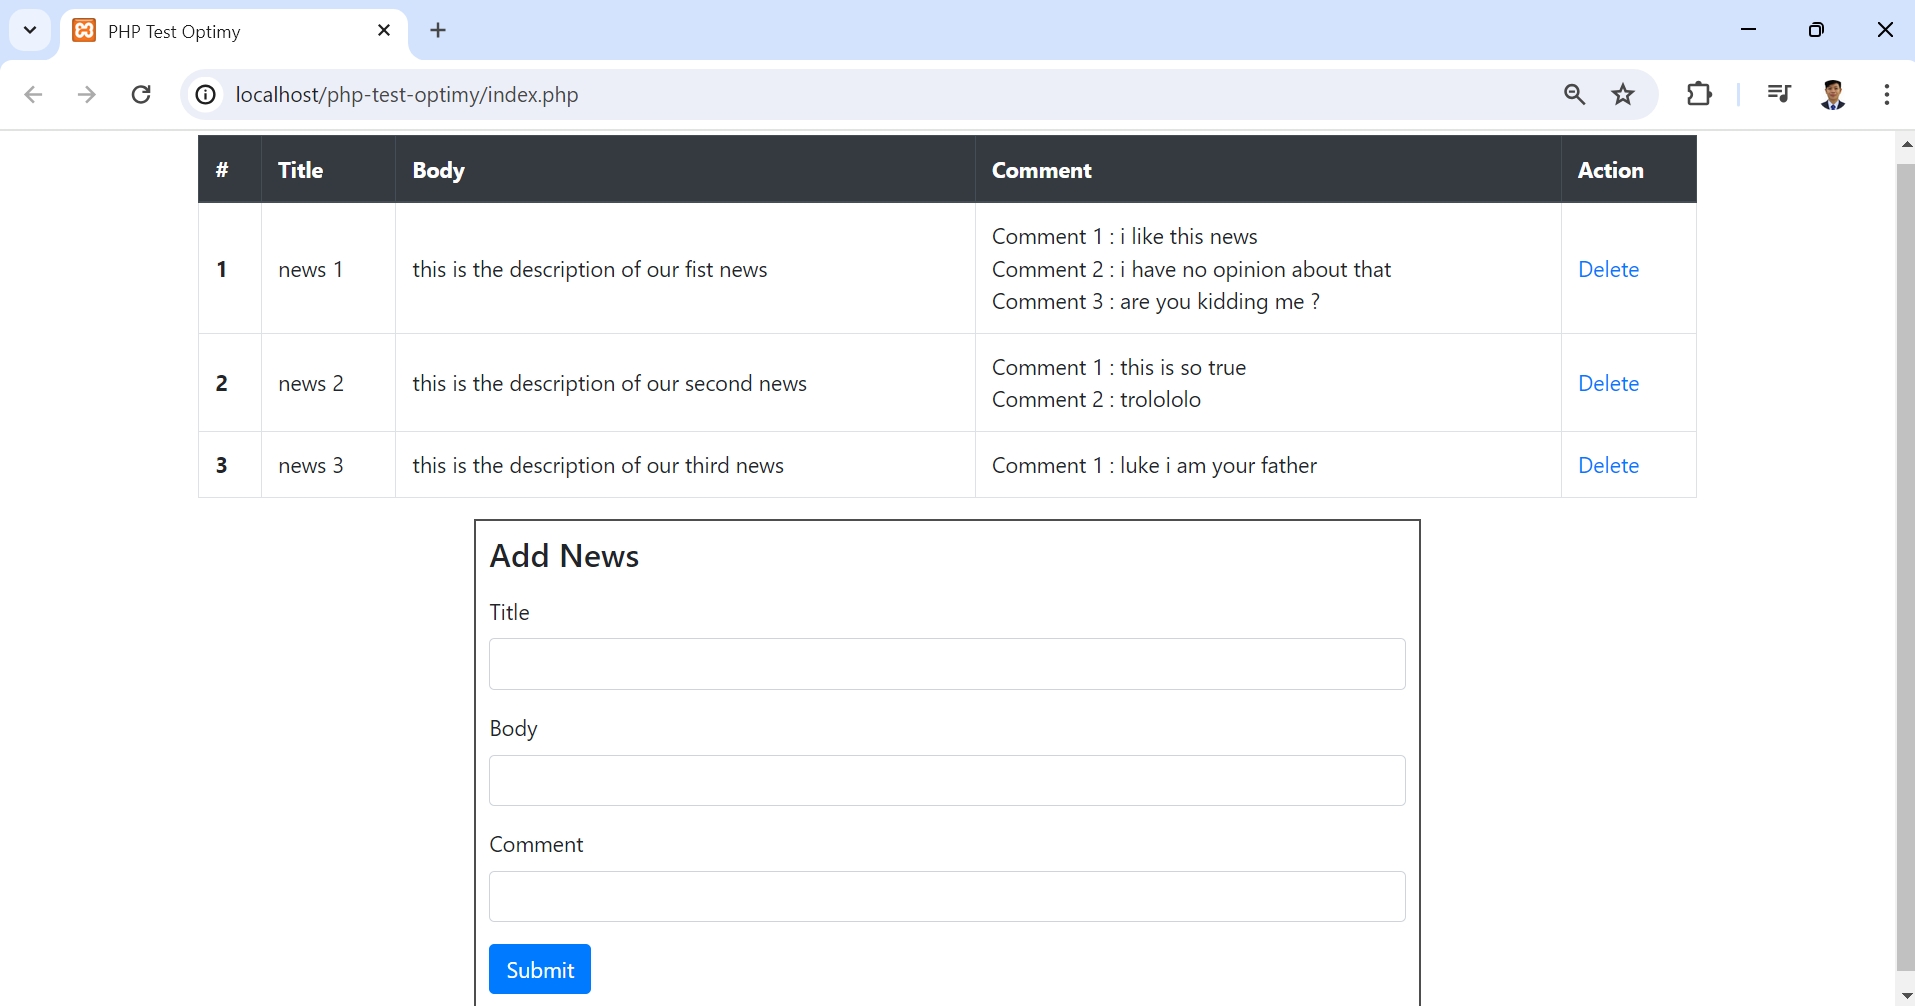 PHP Test Optimy
localhost/php-test-optimy/index.php
# Title Body Comment Action
1 news 1 this is the description of our fist news Comment 1 : i like this news
Comment 2 : i have no opinion about that
Comment 3 : are you kidding me ? Delete
2 news 2 this is the description of our second news Comment 1 : this is so true
Comment 2 : trolololo Delete
3 news 3 this is the description of our third news Comment 1 : luke i am your father Delete
Add News
Title
Body
Comment
Submit